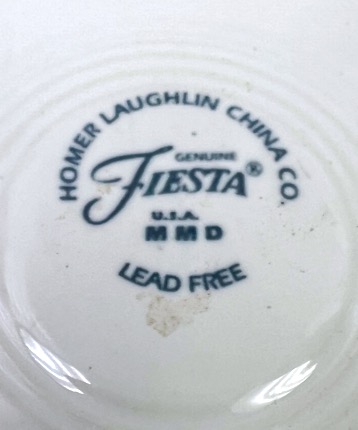 HOMER LAUGHLIN CHINA CO.
GENUINE
FIESTA®
U.S.A.
MMD
LEAD FREE